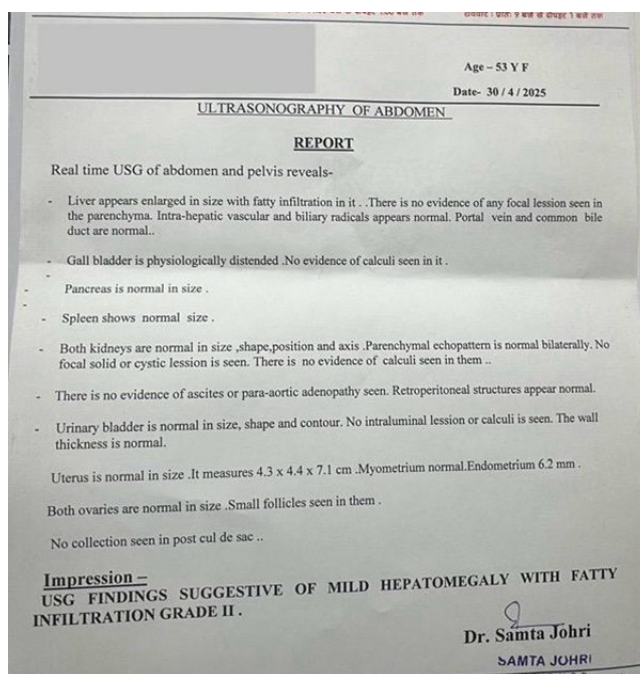 रविवार : प्रातः 9 बजे से दोपहर 1 बजे तक
Age – 53 Y F
Date- 30 / 4 / 2025
ULTRASONOGRAPHY OF ABDOMEN
REPORT
Real time USG of abdomen and pelvis reveals-
- Liver appears enlarged in size with fatty infiltration in it . .There is no evidence of any focal lession seen in
the parenchyma. Intra-hepatic vascular and biliary radicals appears normal. Portal vein and common bile
duct are normal..
- Gall bladder is physiologically distended .No evidence of calculi seen in it .
-
- Pancreas is normal in size .
-
- Spleen shows normal size .
- Both kidneys are normal in size ,shape,position and axis .Parenchymal echopattern is normal bilaterally. No
focal solid or cystic lession is seen. There is no evidence of calculi seen in them ..
- There is no evidence of ascites or para-aortic adenopathy seen. Retroperitoneal structures appear normal.
- Urinary bladder is normal in size, shape and contour. No intraluminal lession or calculi is seen. The wall
thickness is normal.
Uterus is normal in size .It measures 4.3 x 4.4 x 7.1 cm .Myometrium normal.Endometrium 6.2 mm .
Both ovaries are normal in size .Small follicles seen in them .
No collection seen in post cul de sac ..
Impression –
USG FINDINGS SUGGESTIVE OF MILD HEPATOMEGALY WITH FATTY
INFILTRATION GRADE II .
Dr. Samta Johri
SAMTA JOHRI